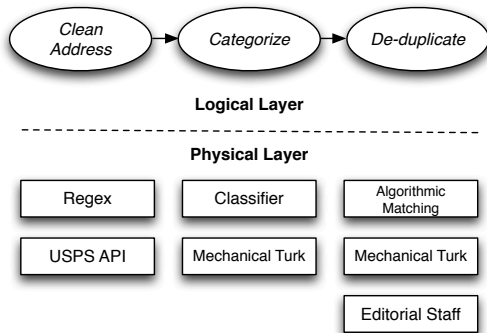 Clean
Address
Categorize
De-duplicate
Logical Layer
Physical Layer
Regex
Classifier
Algorithmic
Matching
USPS API
Mechanical Turk
Mechanical Turk
Editorial Staff